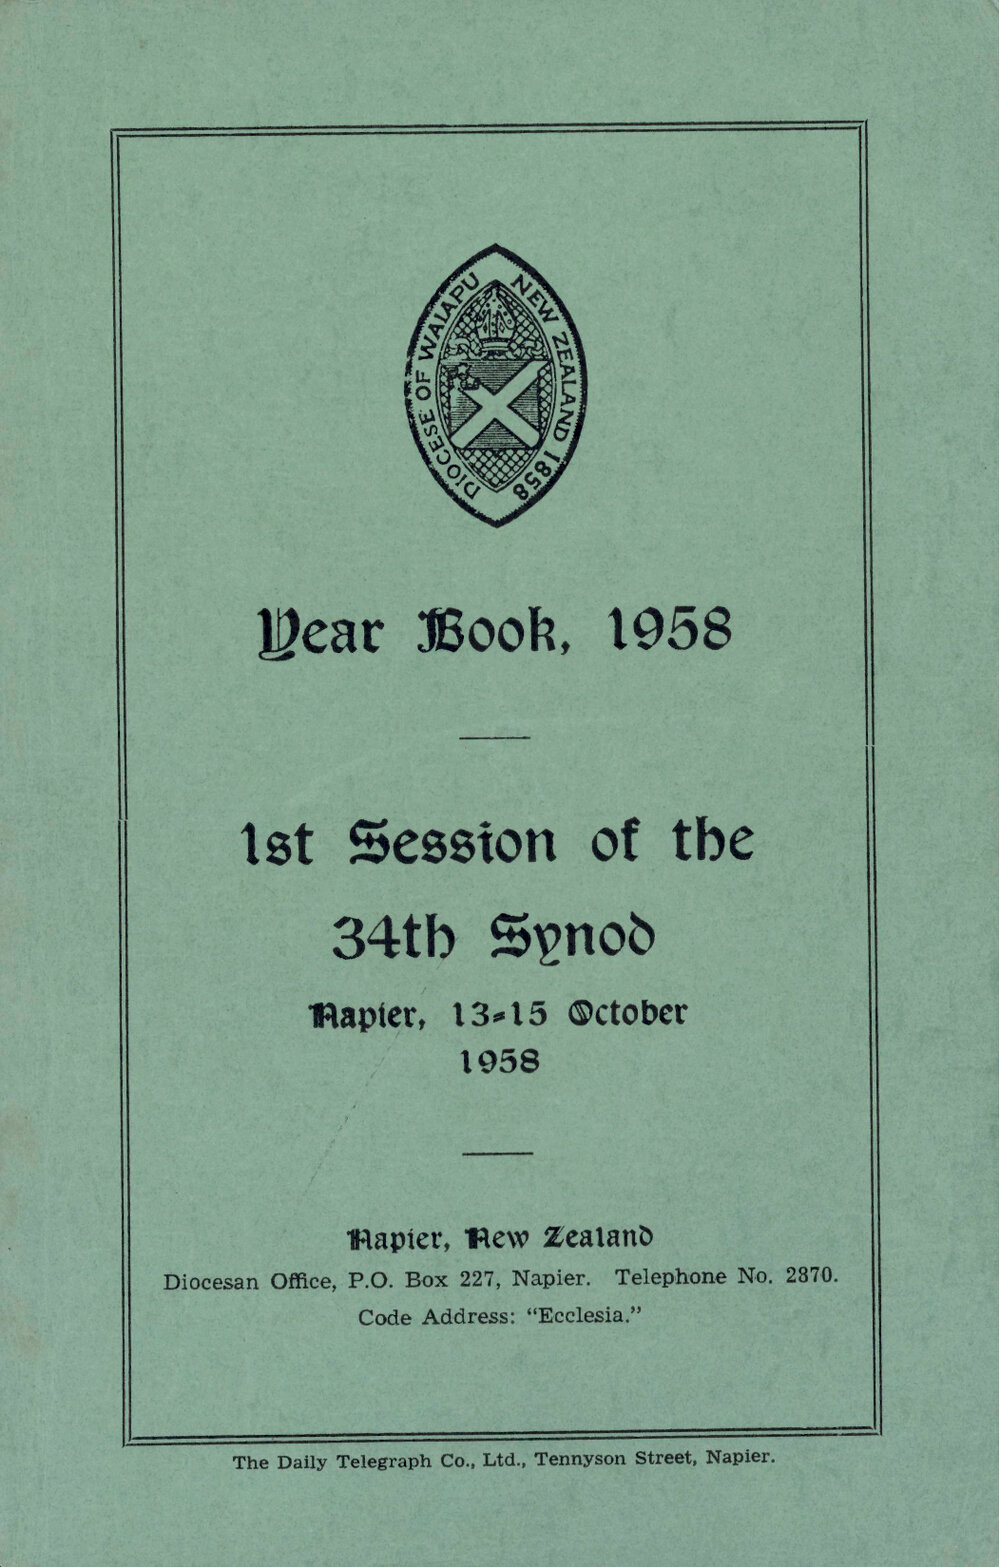 DIOCESE OF WAIAPU NEW ZEALAND 1858
Year Book, 1958
1st Session of the
34th Synod
Napier, 13-15 October
1958
Napier, New Zealand
Diocesan Office, P.O. Box 227, Napier. Telephone No. 2870.
Code Address: “Ecclesia.”
The Daily Telegraph Co., Ltd., Tennyson Street, Napier.